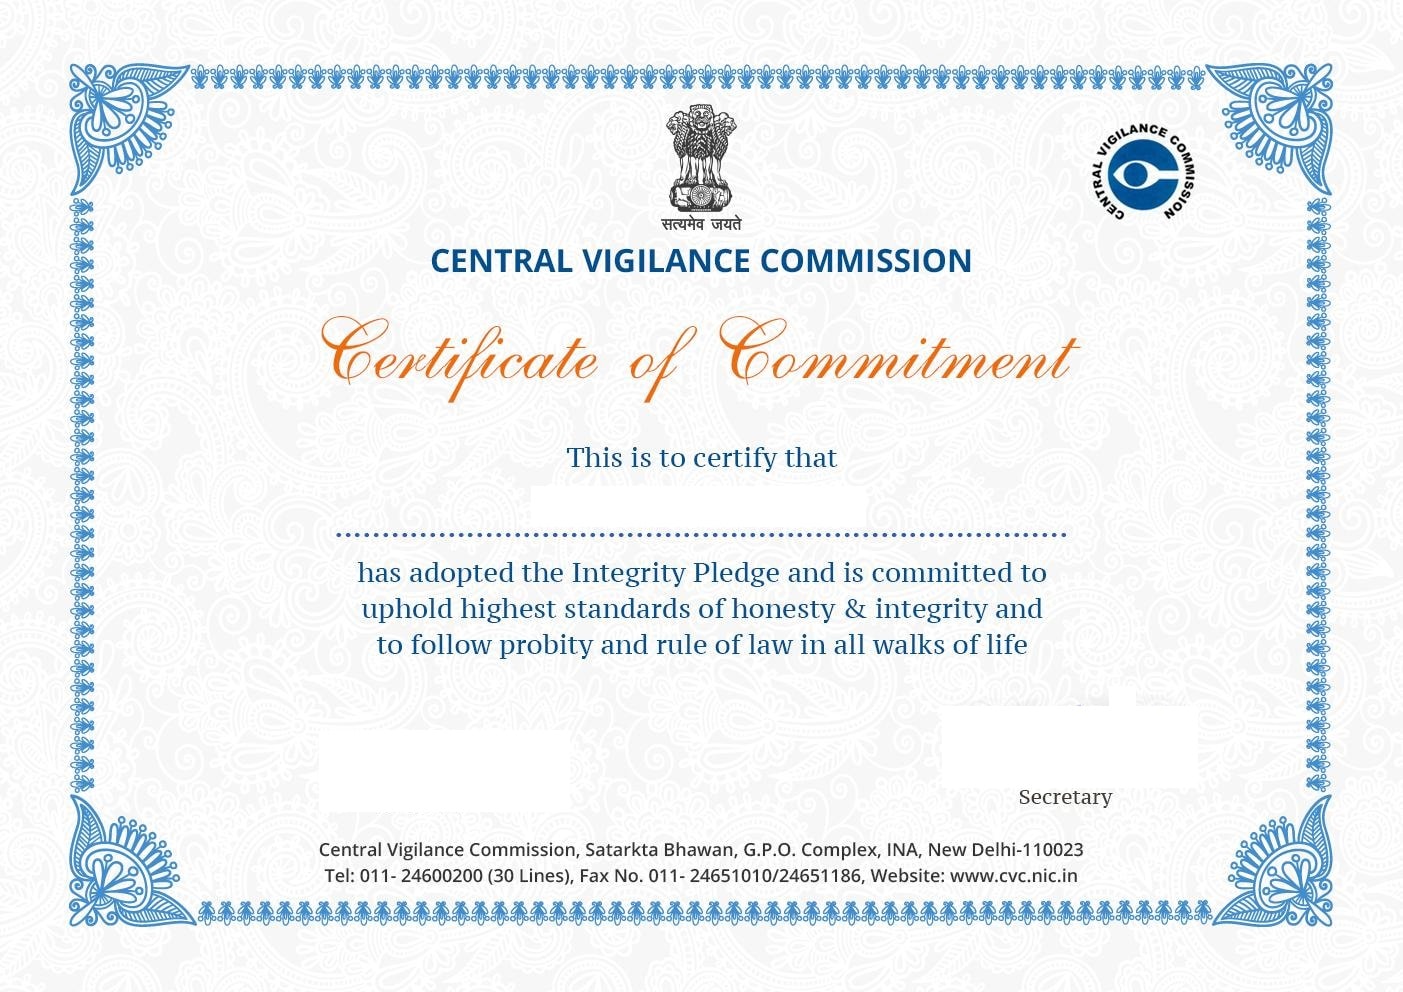 CENTRAL VIGILANCE COMMISSION
सत्यमेव जयते
CENTRAL VIGILANCE COMMISSION
Certificate of Commitment
This is to certify that
has adopted the Integrity Pledge and is committed to
uphold highest standards of honesty & integrity and
to follow probity and rule of law in all walks of life
Secretary
Central Vigilance Commission, Satarkta Bhawan, G.P.O. Complex, INA, New Delhi-110023
Tel: 011- 24600200 (30 Lines), Fax No. 011- 24651010/24651186, Website: www.cvc.nic.in